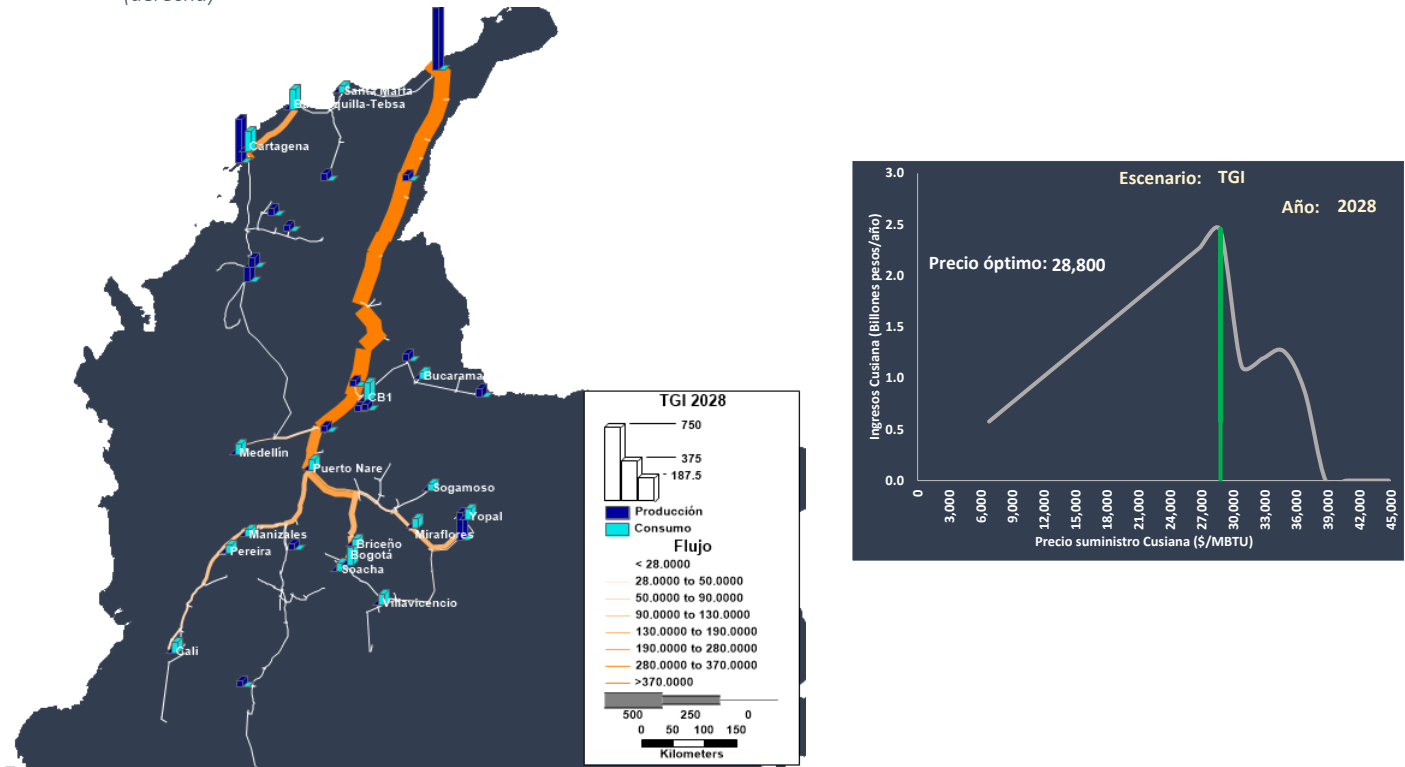 (derecha)
Santa Marta
Cartagena
Bucarama
CB1
Medellín
Puerto Nare
Sogamoso
Yopal
Miraflores
Manizales
Pereira
Briceño
Bogotá
Soacha
Villavicencio
Cali
TGI 2028
750
375
187.5
Producción
Consumo
Flujo
< 28.0000
28.0000 to 50.0000
50.0000 to 90.0000
90.0000 to 130.0000
130.0000 to 190.0000
190.0000 to 280.0000
280.0000 to 370.0000
>370.0000
500 250 0
0 50 100 150
Kilometers
Escenario: TGI
Año: 2028
Precio óptimo: 28,800
Ingresos Cusiana (Billones pesos/año)
3.0
2.5
2.0
1.5
1.0
0.5
0.0
0 3,000 6,000 9,000 12,000 15,000 18,000 21,000 24,000 27,000 30,000 33,000 36,000 39,000 42,000 45,000
Precio suministro Cusiana ($/MBTU)